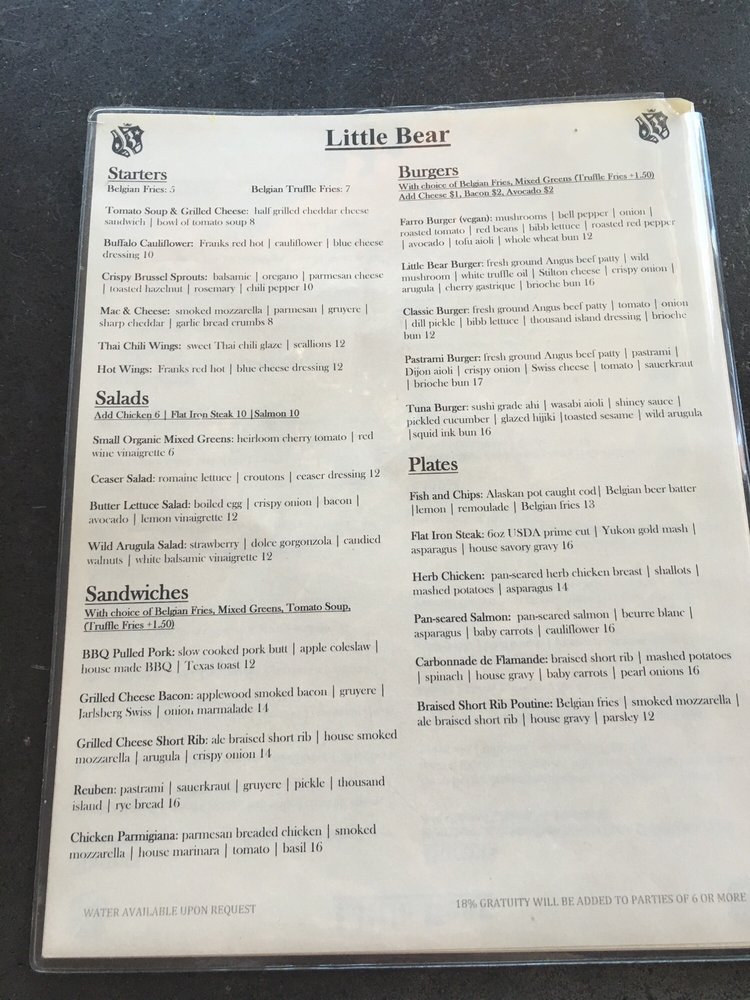 Little Bear
Starters
Belgian Fries: 5 Belgian Truffle Fries: 7
Tomato Soup & Grilled Cheese: half grilled cheddar cheese
sandwich | bowl of tomato soup 8
Buffalo Cauliflower: Franks red hot | cauliflower | blue cheese
dressing 10
Crispy Brussel Sprouts: balsamic | oregano | parmesan cheese
| toasted hazelnut | rosemary | chili pepper 10
Mac & Cheese: smoked mozzarella | parmesan | gruyere |
sharp cheddar | garlic bread crumbs 8
Thai Chili Wings: sweet Thai chili glaze | scallions 12
Hot Wings: Franks red hot | blue cheese dressing 12
Salads
Add Chicken 6 | Flat Iron Steak 10 |Salmon 10
Small Organic Mixed Greens: heirloom cherry tomato | red
wine vinaigrette 6
Ceaser Salad: romaine lettuce | croutons | ceaser dressing 12
Butter Lettuce Salad: boiled egg | crispy onion | bacon |
avocado | lemon vinaigrette 12
Wild Arugula Salad: strawberry | dolce gorgonzola | candied
walnuts | white balsamic vinaigrette 12
Sandwiches
With choice of Belgian Fries, Mixed Greens, Tomato Soup,
(Truffle Fries +1.50)
BBQ Pulled Pork: slow cooked pork butt | apple coleslaw |
house made BBQ | Texas toast 12
Grilled Cheese Bacon: applewood smoked bacon | gruyere |
Jarlsberg Swiss | onion marmalade 14
Grilled Cheese Short Rib: ale braised short rib | house smoked
mozzarella | arugula | crispy onion 14
Reuben: pastrami | sauerkraut | gruyere | pickle | thousand
island | rye bread 16
Chicken Parmigiana: parmesan breaded chicken | smoked
mozzarella | house marinara | tomato | basil 16
WATER AVAILABLE UPON REQUEST
Burgers
With choice of Belgian Fries, Mixed Greens (Truffle Fries +1.50)
Add Cheese $1, Bacon $2, Avocado $2
Farro Burger (vegan): mushrooms | bell pepper | onion |
roasted tomato | red beans | bibb lettuce | roasted red pepper
| avocado | tofu aioli | whole wheat bun 12
Little Bear Burger: fresh ground Angus beef patty | wild
mushroom | white truffle oil | Stilton cheese | crispy onion |
arugula | cherry gastrique | brioche bun 16
Classic Burger: fresh ground Angus beef patty | tomato | onion
| dill pickle | bibb lettuce | thousand island dressing | brioche
bun 12
Pastrami Burger: fresh ground Angus beef patty | pastrami |
Dijon aioli | crispy onion | Swiss cheese | tomato | sauerkraut
| brioche bun 17
Tuna Burger: sushi grade ahi | wasabi aioli | shiney sauce |
pickled cucumber | glazed hijiki |toasted sesame | wild arugula
|squid ink bun 16
Plates
Fish and Chips: Alaskan pot caught cod| Belgian beer batter
|lemon | remoulade | Belgian fries 13
Flat Iron Steak: 6oz USDA prime cut | Yukon gold mash |
asparagus | house savory gravy 16
Herb Chicken: pan-seared herb chicken breast | shallots |
mashed potatoes | asparagus 14
Pan-seared Salmon: pan-seared salmon | beurre blanc |
asparagus | baby carrots | cauliflower 16
Carbonnade de Flamande: braised short rib | mashed potatoes
| spinach | house gravy | baby carrots | pearl onions 16
Braised Short Rib Poutine: Belgian fries | smoked mozzarella |
ale braised short rib | house gravy | parsley 12
18% GRATUITY WILL BE ADDED TO PARTIES OF 6 OR MORE